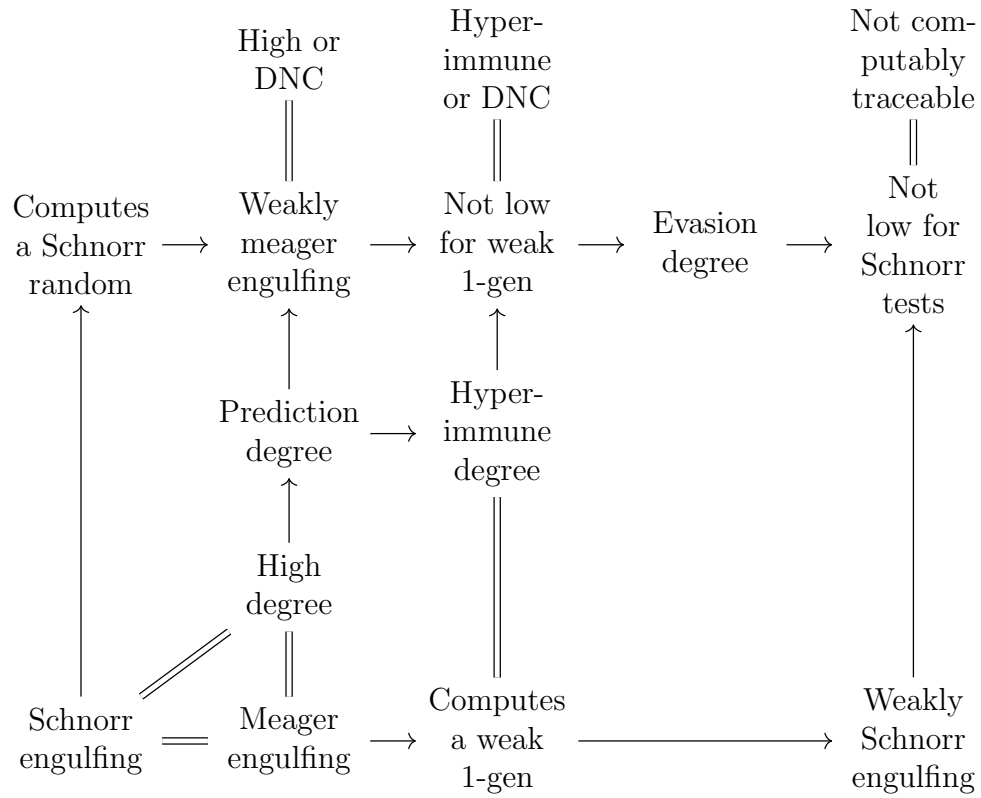 High or
DNC
Hyper-
immune
or DNC
Not com-
putably
traceable
Computes
a Schnorr
random
Weakly
meager
engulfing
Not low
for weak
1-gen
Evasion
degree
Not
low for
Schnorr
tests
Prediction
degree
Hyper-
immune
degree
High
degree
Schnorr
engulfing
Meager
engulfing
Computes
a weak
1-gen
Weakly
Schnorr
engulfing